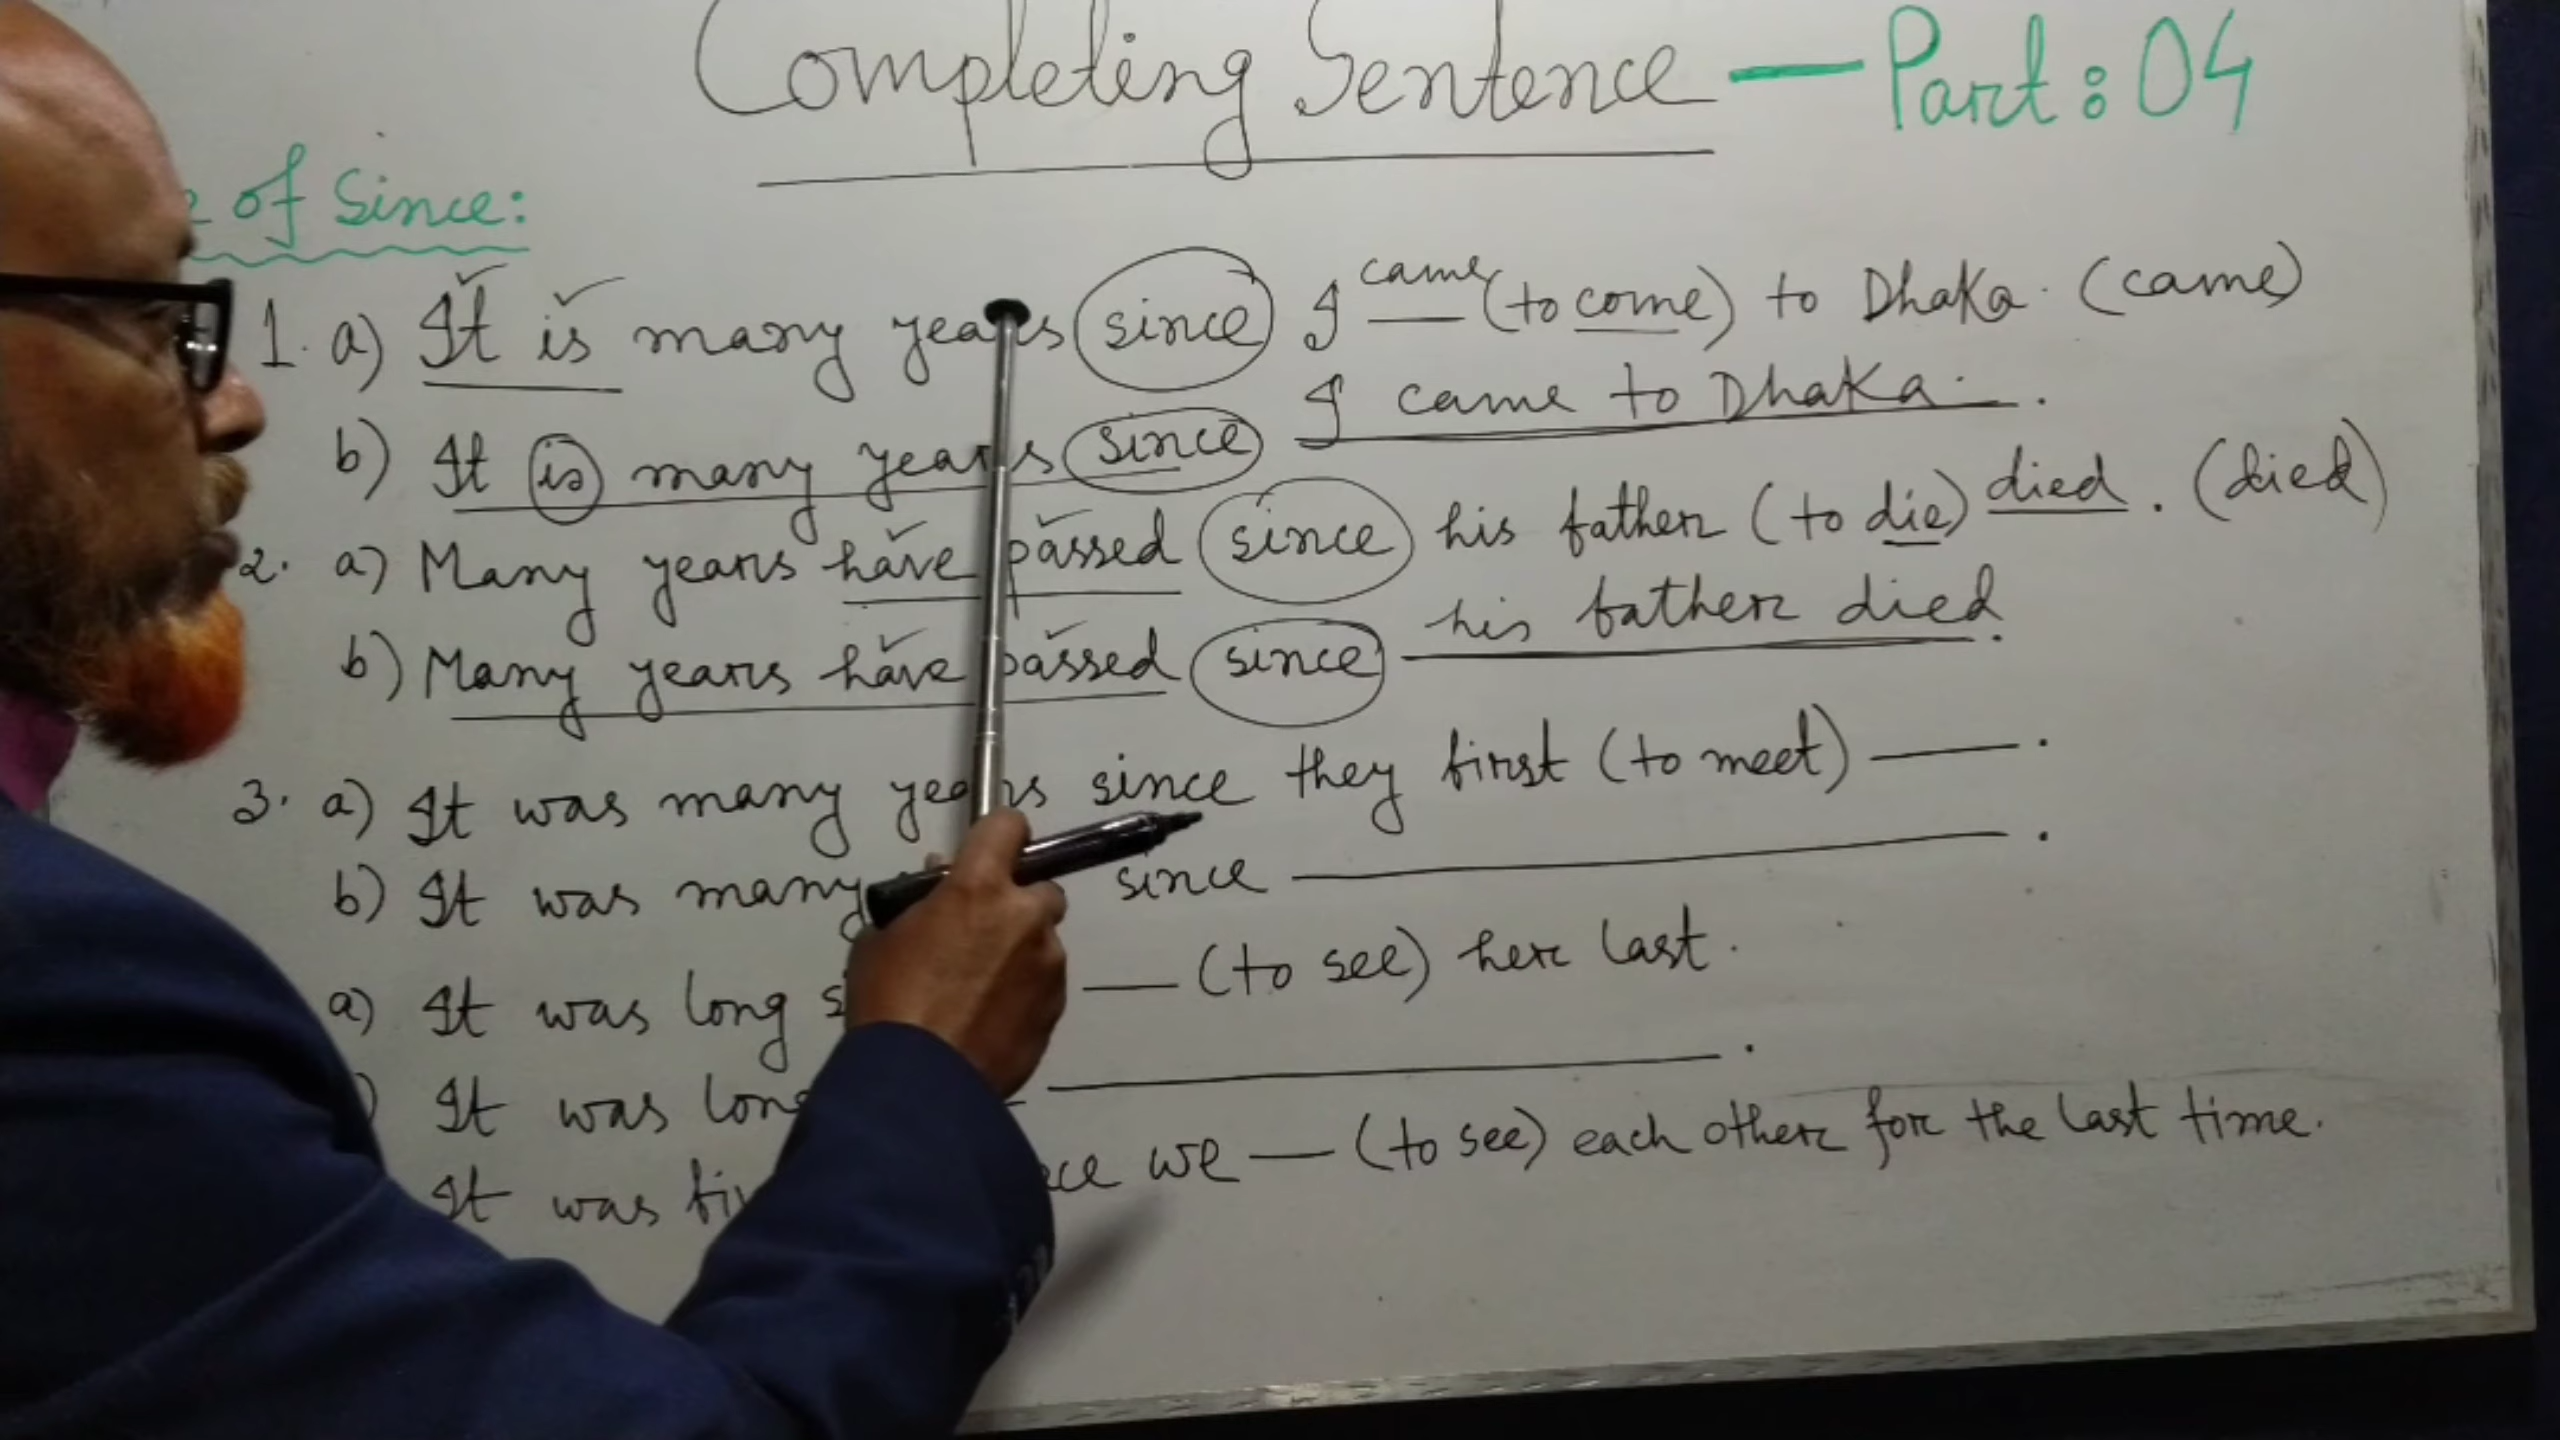 Completing Sentence — Part: 04
of Since:
1. a) It is many years since I came — (to come) to Dhaka. (came)
b) It is many years since I came to Dhaka.
2. a) Many years have passed since his father (to die) died. (died)
b) Many years have passed since his father died.
3. a) It was many years since they first (to meet) —.
b) It was many since —.
a) It was long — (to see) her last.
) It was long —.
It was we — (to see) each other for the last time.